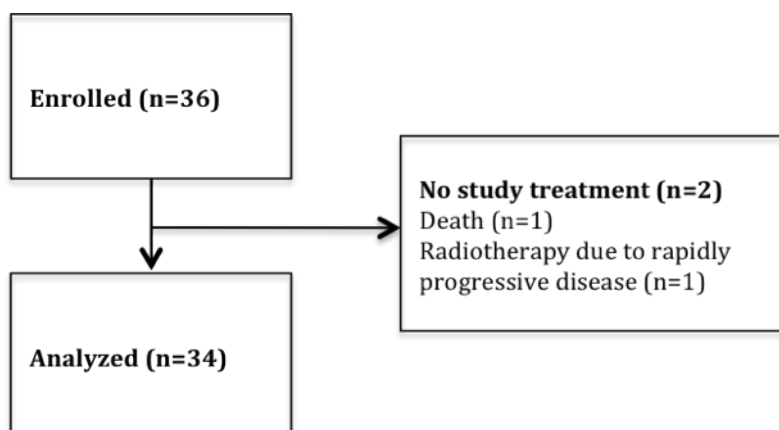 Enrolled (n=36)
No study treatment (n=2)
Death (n=1)
Radiotherapy due to rapidly
progressive disease (n=1)
Analyzed (n=34)